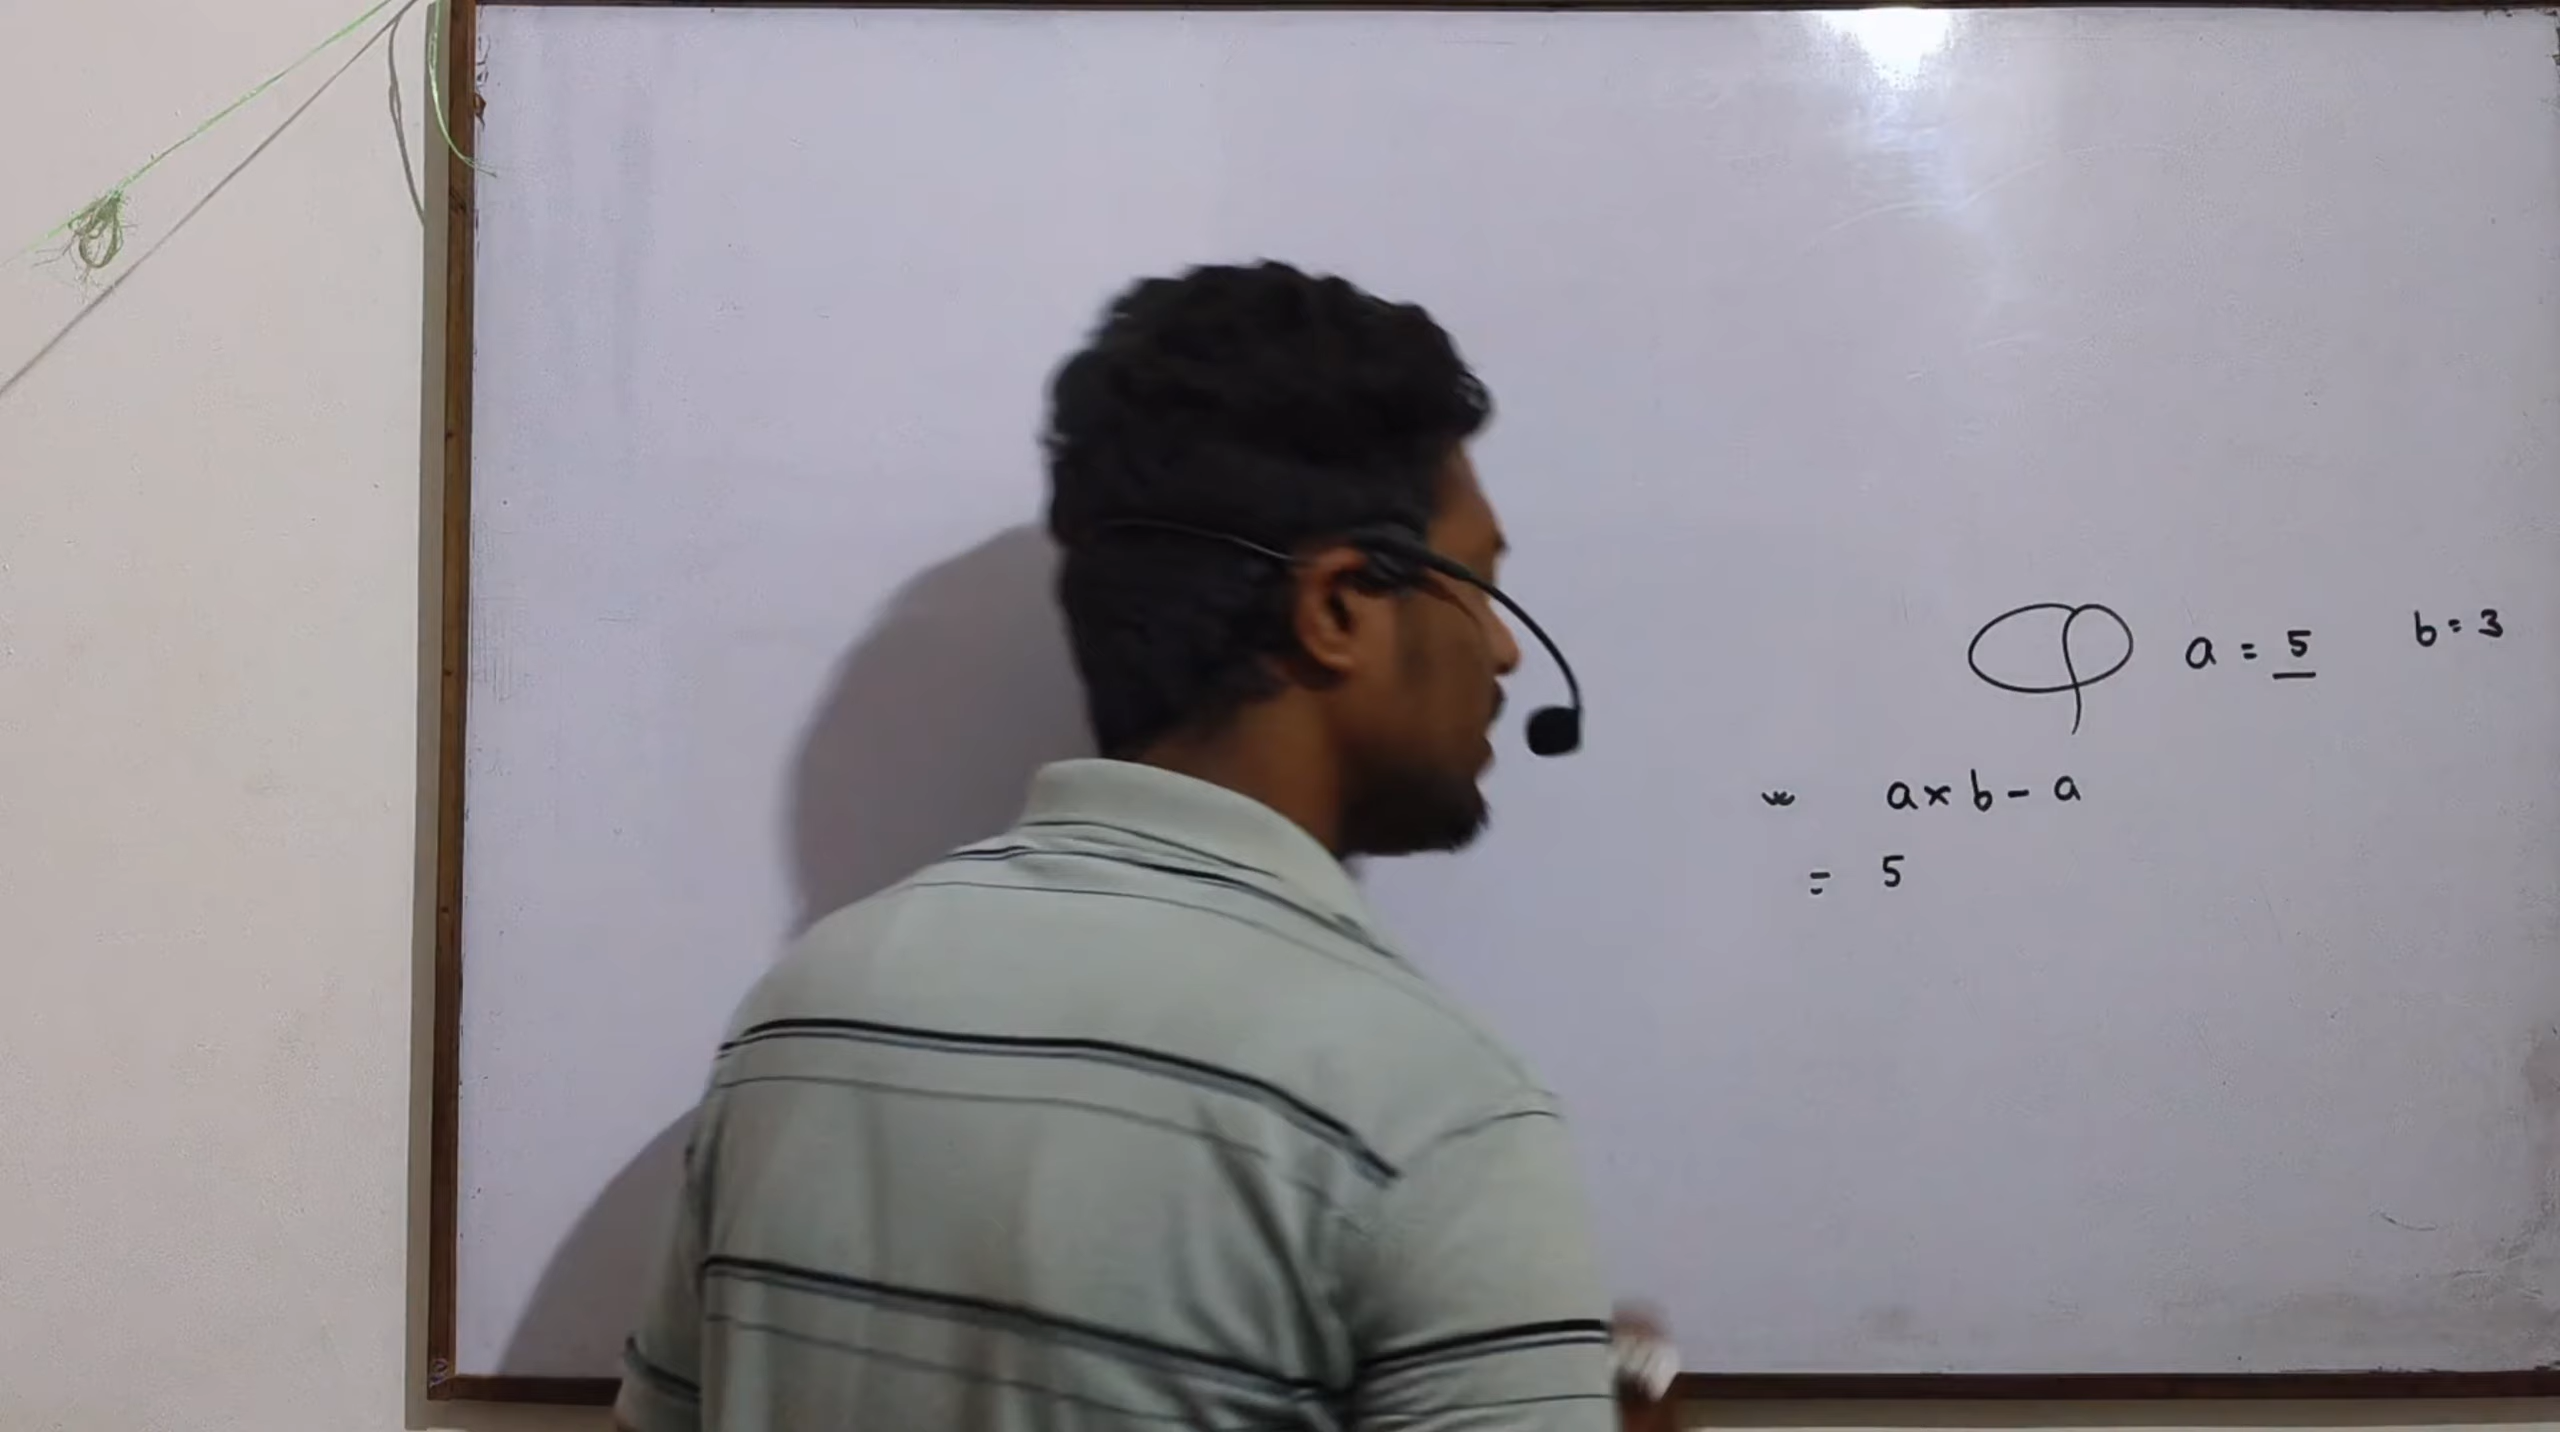 a = 5 b = 3
a × b - a
= 5